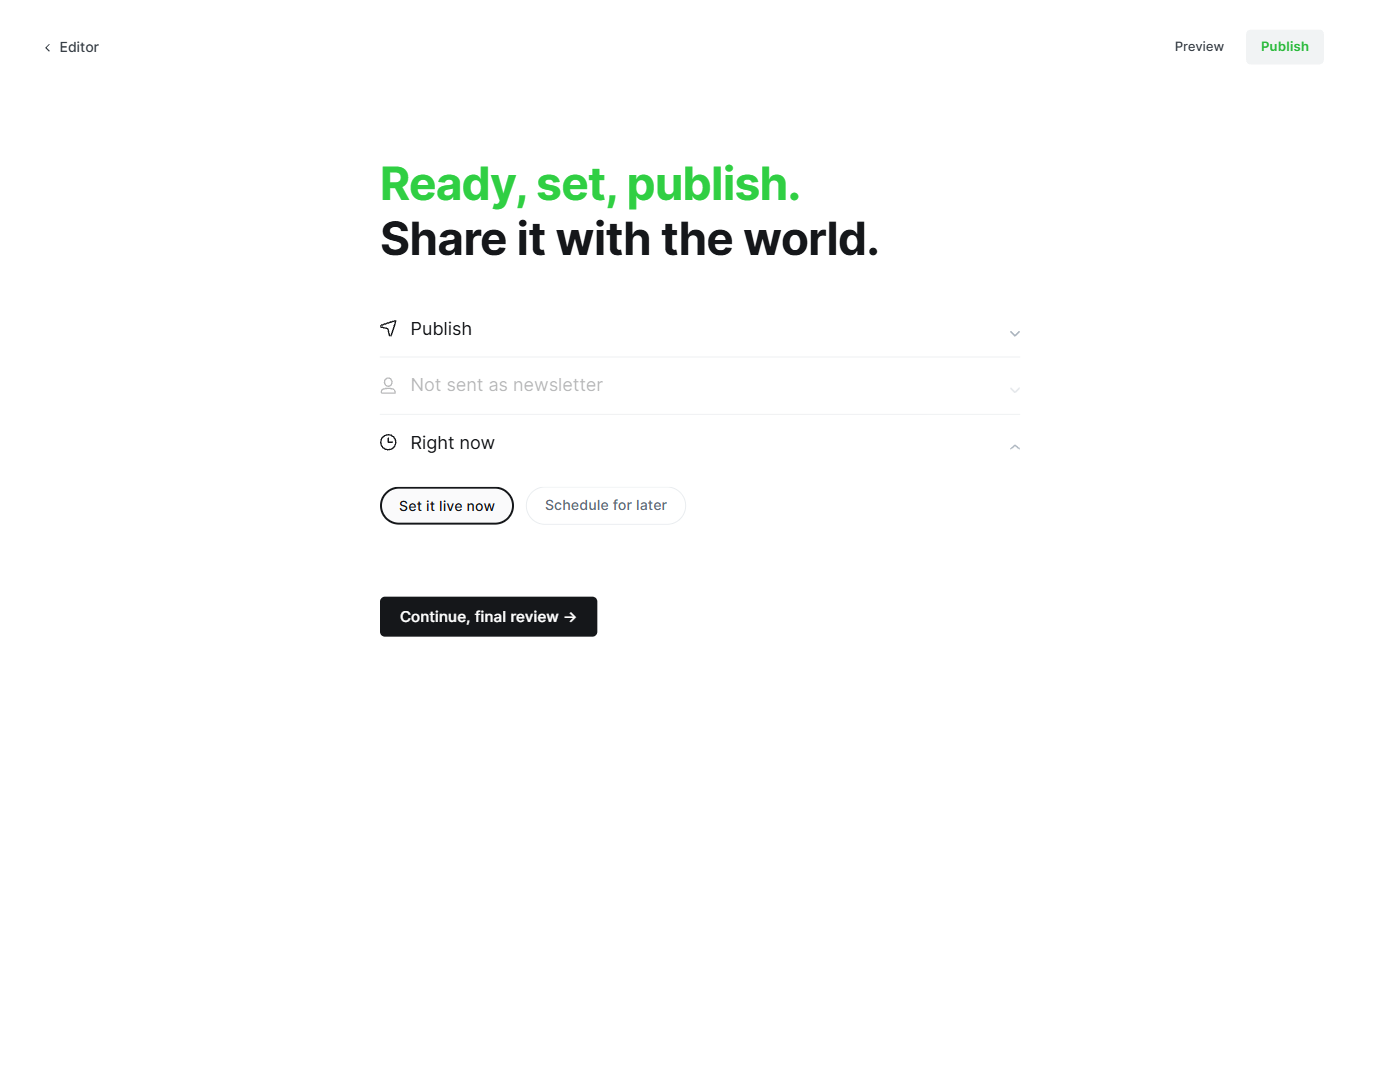 Editor
Preview
Publish
Ready, set, publish.
Share it with the world.
Publish
Not sent as newsletter
Right now
Set it live now
Schedule for later
Continue, final review →